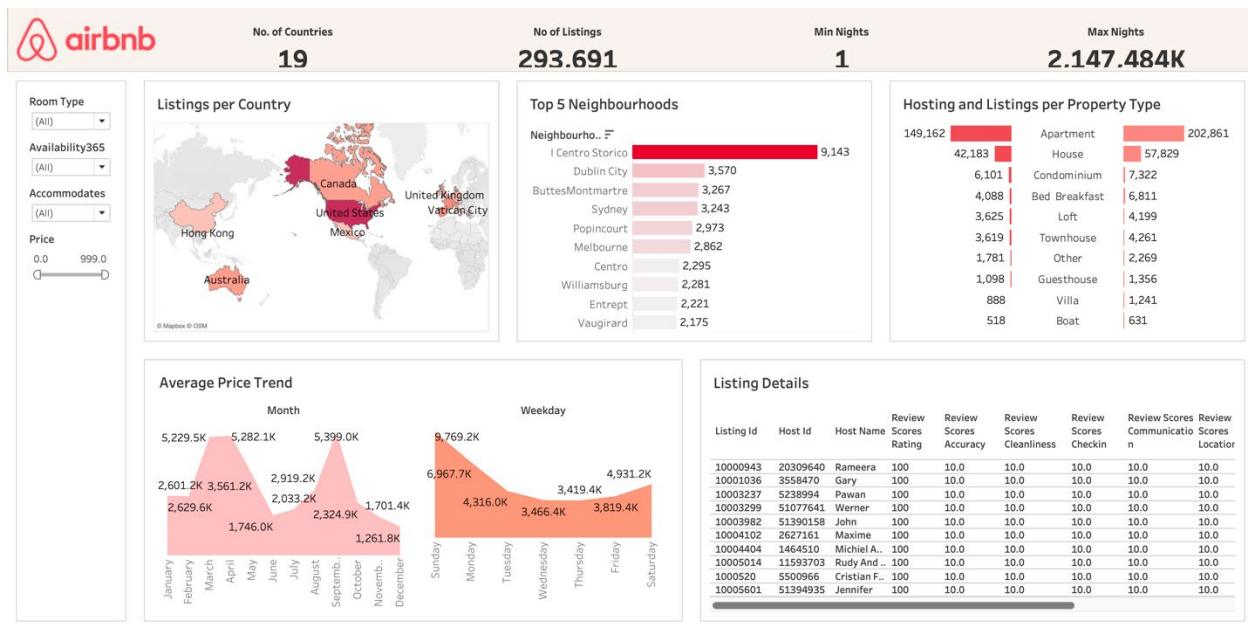 airbnb
No. of Countries
19
No of Listings
293.691
Min Nights
1
Max Nights
2.147.484K
Room Type
(All)
Availability365
(All)
Accommodates
(All)
Price
0.0 999.0
Listings per Country
Canada
United Kingdom
United States
Vatican City
Hong Kong
Mexico
Australia
© Mapbox © OSM
Top 5 Neighbourhoods
Neighbourho..
I Centro Storico 9,143
Dublin City 3,570
ButtesMontmartre 3,267
Sydney 3,243
Popincourt 2,973
Melbourne 2,862
Centro 2,295
Williamsburg 2,281
Entrept 2,221
Vaugirard 2,175
Hosting and Listings per Property Type
149,162 Apartment 202,861
42,183 House 57,829
6,101 Condominium 7,322
4,088 Bed Breakfast 6,811
3,625 Loft 4,199
3,619 Townhouse 4,261
1,781 Other 2,269
1,098 Guesthouse 1,356
888 Villa 1,241
518 Boat 631
Average Price Trend
Month
5,229.5K 5,282.1K 5,399.0K
2,919.2K
2,601.2K 3,561.2K
2,033.2K
2,629.6K 2,324.9K 1,701.4K
1,746.0K
1,261.8K
January
February
March
April
May
June
July
August
Septemb..
October
Novemb..
December
Weekday
9,769.2K
6,967.7K
4,931.2K
4,316.0K
3,419.4K
3,466.4K
3,819.4K
Sunday
Monday
Tuesday
Wednesday
Thursday
Friday
Saturday
Listing Details
Listing Id Host Id Host Name Review Scores Rating Review Scores Accuracy Review Scores Cleanliness Review Scores Checkin Review Scores Communicatio n Review Scores Location
10000943 20309640 Rameera 100 10.0 10.0 10.0 10.0 10.0
10001036 3558470 Gary 100 10.0 10.0 10.0 10.0 10.0
10003237 5238994 Pawan 100 10.0 10.0 10.0 10.0 10.0
10003299 51077641 Werner 100 10.0 10.0 10.0 10.0 10.0
10003982 51390158 John 100 10.0 10.0 10.0 10.0 10.0
10004102 2627161 Maxime 100 10.0 10.0 10.0 10.0 10.0
10004404 1464510 Michiel A.. 100 10.0 10.0 10.0 10.0 10.0
10005014 11593703 Rudy And .. 100 10.0 10.0 10.0 10.0 10.0
1000520 5500966 Cristian F.. 100 10.0 10.0 10.0 10.0 10.0
10005601 51394935 Jennifer 100 10.0 10.0 10.0 10.0 10.0